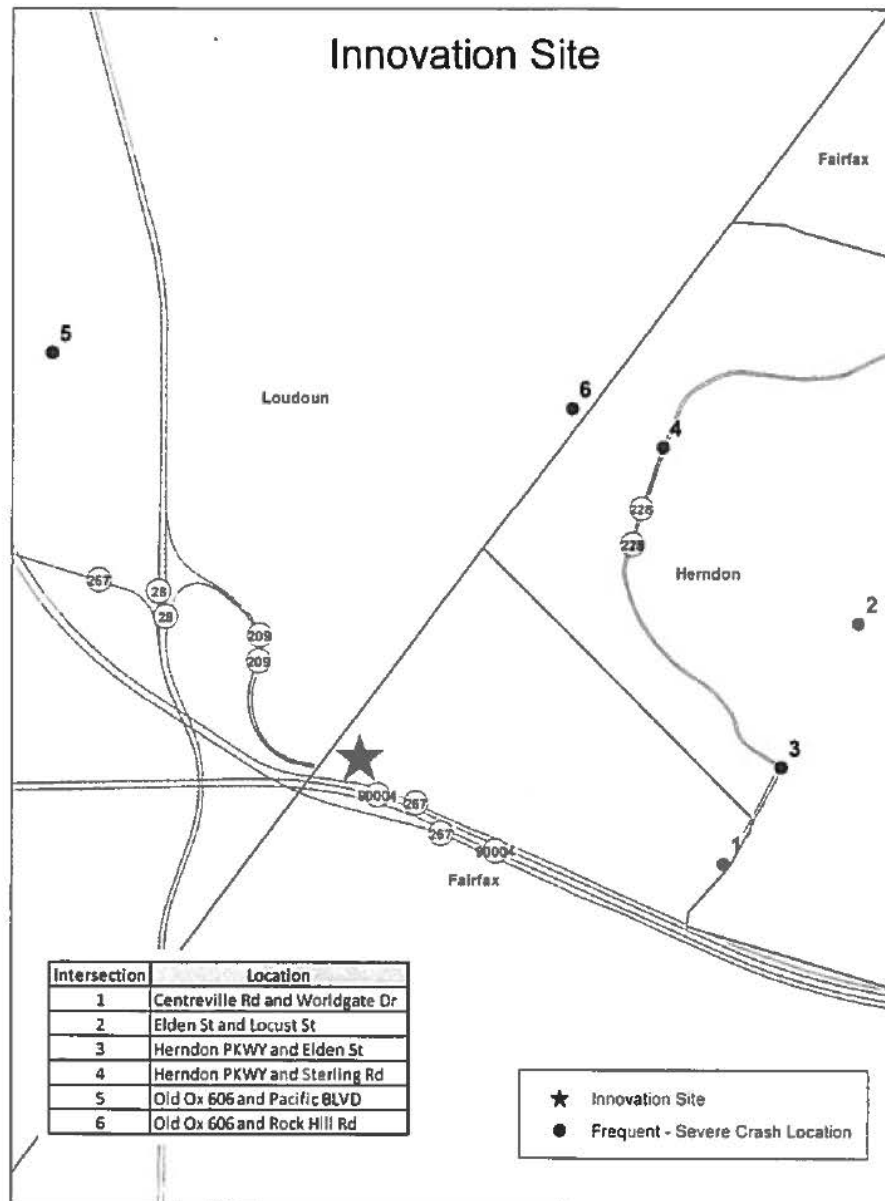 Innovation Site
Fairfax
5
Loudoun
6
4
228
228
Herndon
2
267
28
28
209
209
3
90004
267
267
90004
1
Fairfax
Intersection Location
1 Centreville Rd and Worldgate Dr
2 Elden St and Locust St
3 Herndon PKWY and Elden St
4 Herndon PKWY and Sterling Rd
5 Old Ox 606 and Pacific BLVD
6 Old Ox 606 and Rock Hill Rd
Innovation Site
Frequent - Severe Crash Location